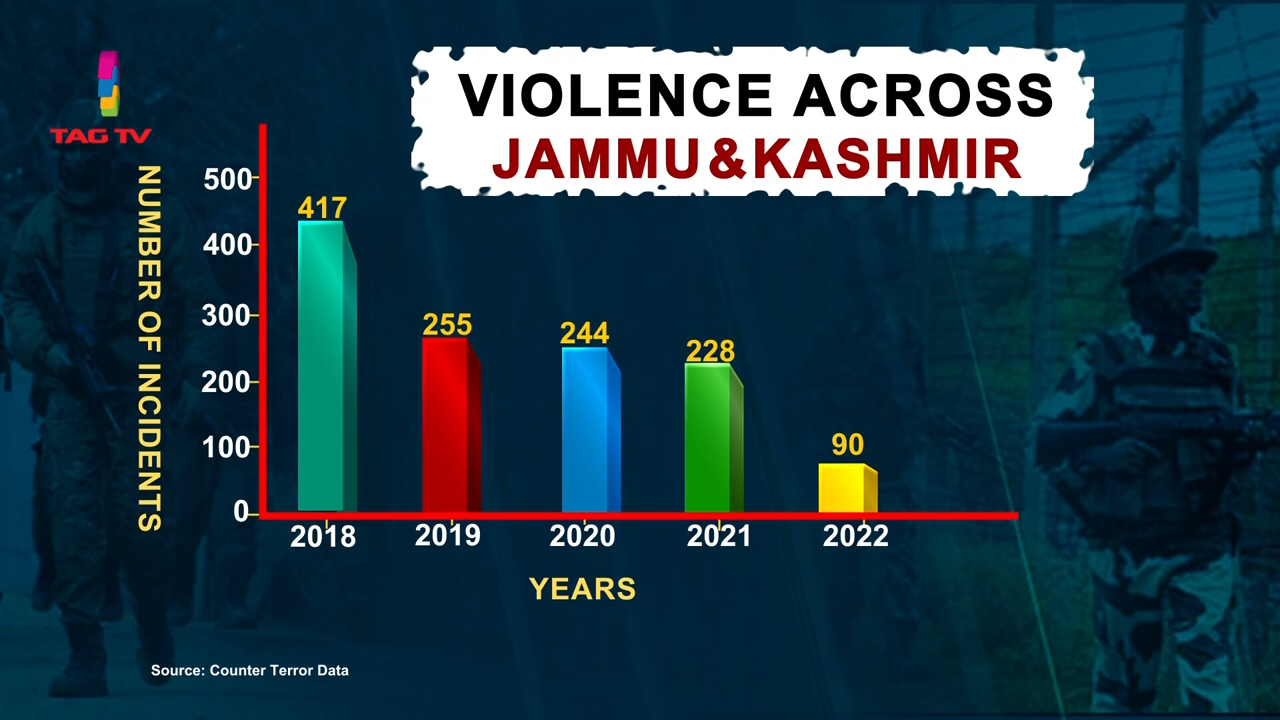 VIOLENCE ACROSS
JAMMU & KASHMIR
TAG TV
NUMBER OF INCIDENTS
500
400
300
200
100
0
417
255
244
228
90
2018
2019
2020
2021
2022
YEARS
Source: Counter Terror Data